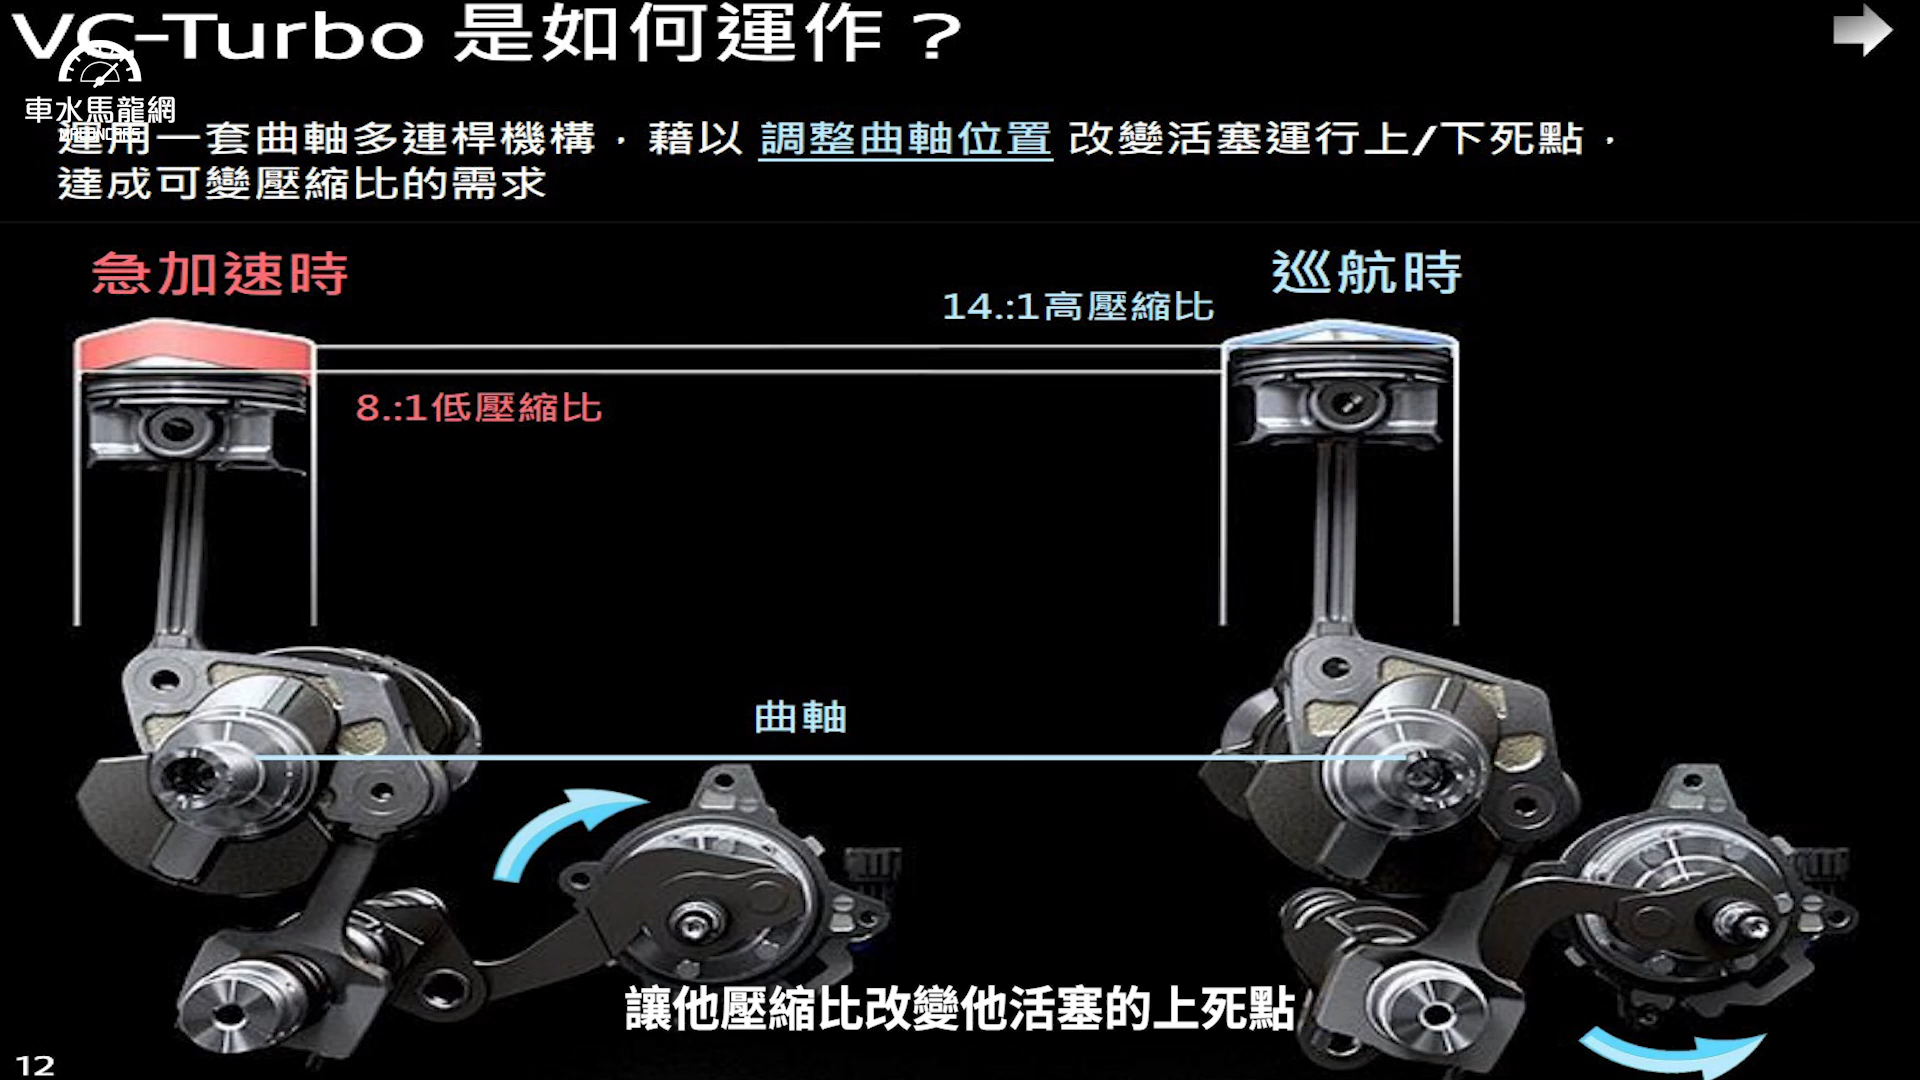 VC-Turbo 是如何運作？
車水馬龍網
運用一套曲軸多連桿機構，藉以 調整曲軸位置 改變活塞運行上/下死點，
達成可變壓縮比的需求
急加速時
巡航時
14.:1高壓縮比
8.:1低壓縮比
曲軸
讓他壓縮比改變他活塞的上死點
12